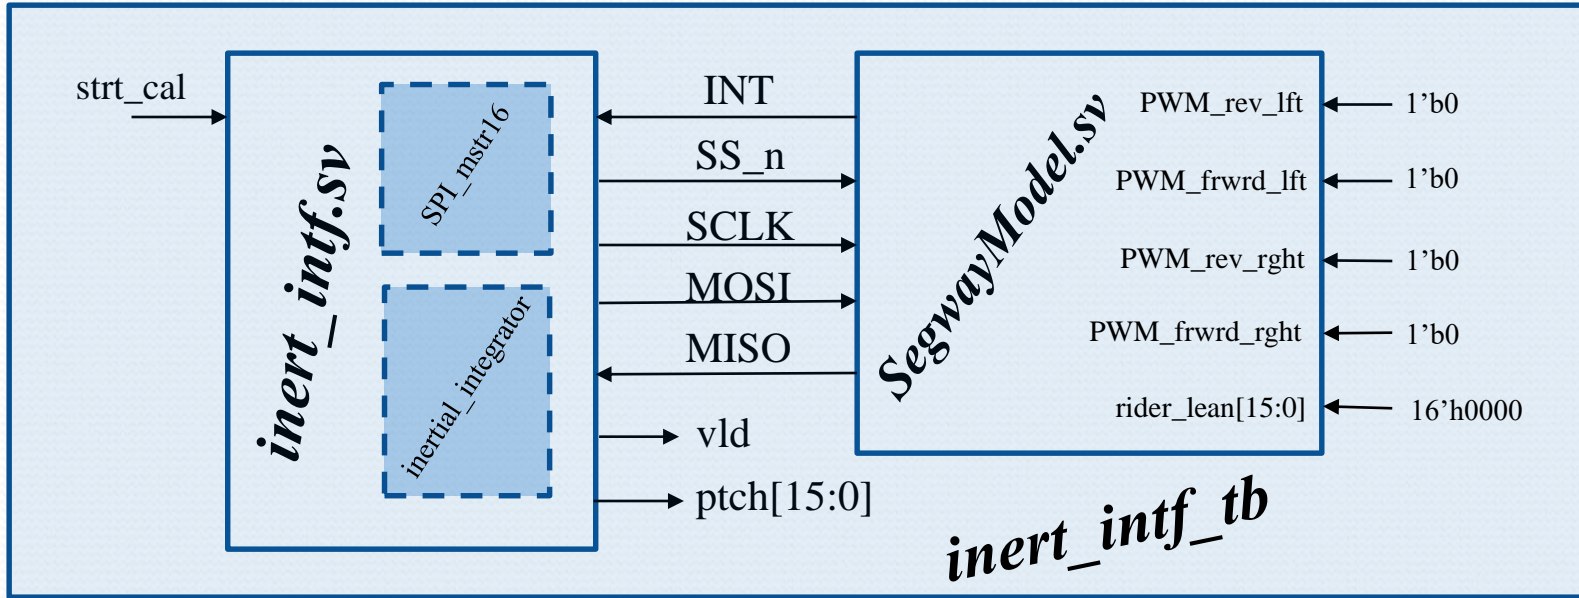 strt_cal
inert_intf.sv
SPI_mstr16
inertial_integrator
INT
SS_n
SCLK
MOSI
MISO
vld
ptch[15:0]
SegwayModel.sv
PWM_rev_lft
1’b0
PWM_frwrd_lft
1’b0
PWM_rev_rght
1’b0
PWM_frwrd_rght
1’b0
rider_lean[15:0]
16’h0000
inert_intf_tb